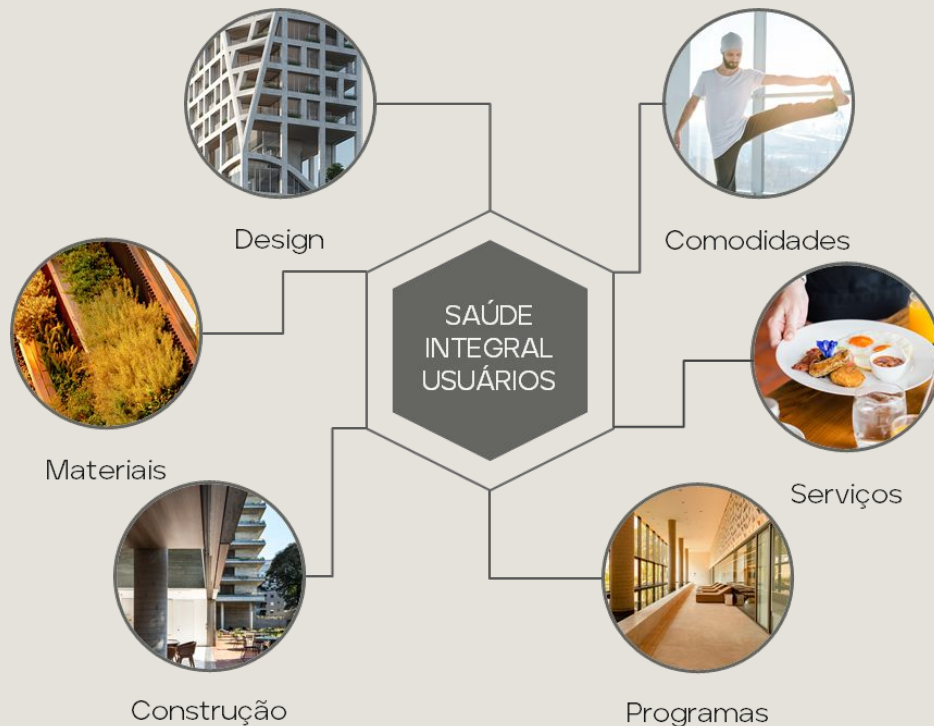 Design
Comodidades
SAÚDE
INTEGRAL
USUÁRIOS
Materiais
Serviços
Construção
Programas